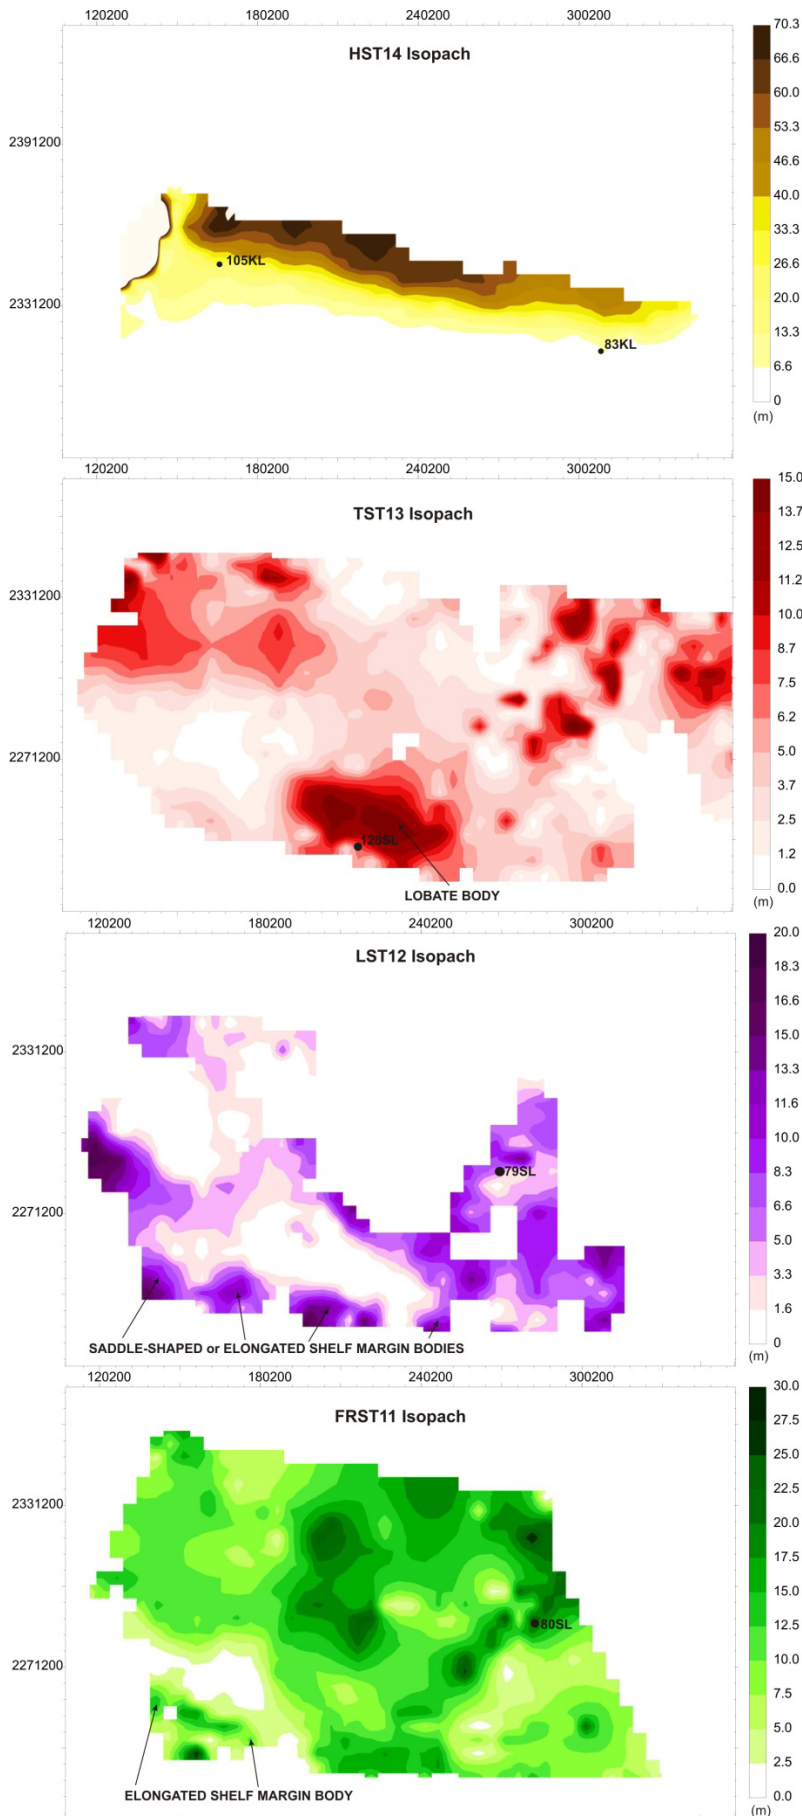 120200 180200 240200 300200
HST14 Isopach
70.3
66.6
60.0
53.3
46.6
40.0
33.3
26.6
20.0
13.3
6.6
0
(m)
2391200
2331200
105KL
83KL
120200 180200 240200 300200
TST13 Isopach
15.0
13.7
12.5
11.2
10.0
8.7
7.5
6.2
5.0
3.7
2.5
1.2
0
(m)
2331200
2271200
128SL
LOBATE BODY
120200 180200 240200 300200
LST12 Isopach
20.0
18.3
16.6
15.0
13.3
11.6
10.0
8.3
6.6
5.0
3.3
1.6
0
(m)
2331200
2271200
79SL
SADDLE-SHAPED or ELONGATED SHELF MARGIN BODIES
120200 180200 240200 300200
FRST11 Isopach
30.0
27.5
25.0
22.5
20.0
17.5
15.0
12.5
10.0
7.5
5.0
2.5
0.0
(m)
2331200
2271200
80SL
ELONGATED SHELF MARGIN BODY